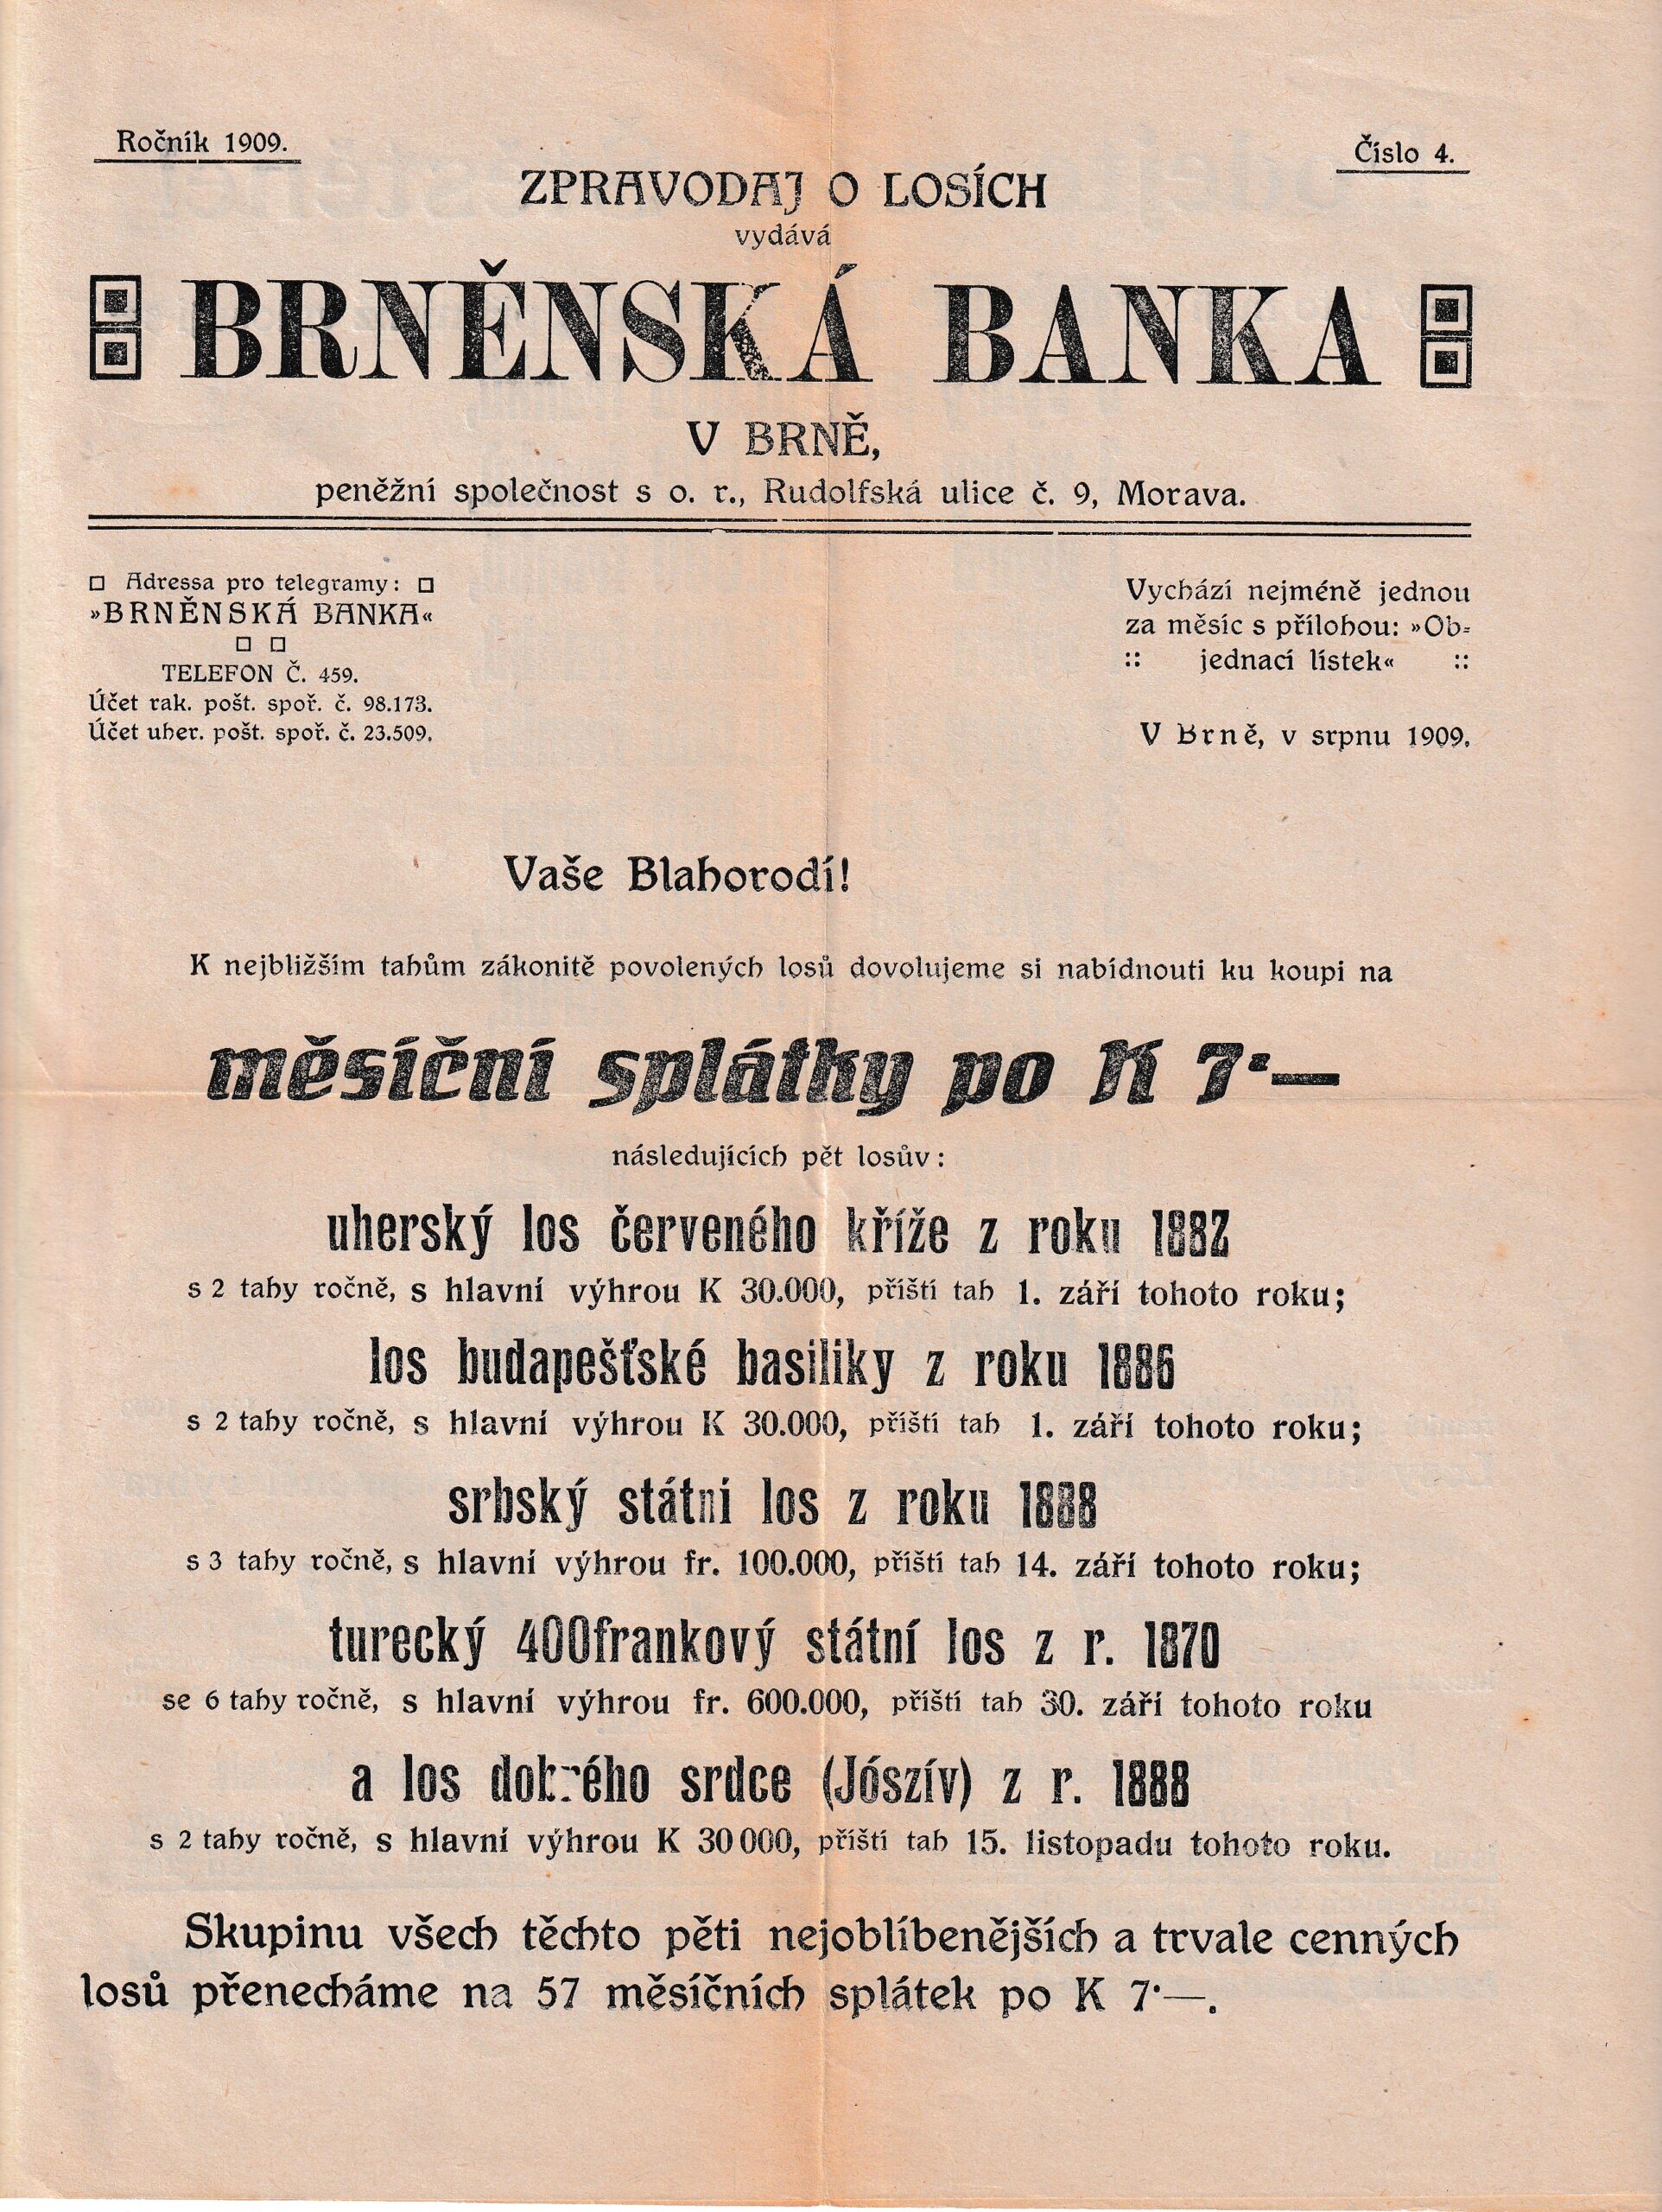 Ročník 1909.
Číslo 4.
ZPRAVODAJ O LOSÍCH
vydává
BRNĚNSKÁ BANKA
V BRNĚ,
peněžní společnost s o. r., Rudolfská ulice č. 9, Morava.
Adressa pro telegramy:
»BRNĚNSKÁ BANKA«
TELEFON Č. 459.
Účet rak. pošt. spoř. č. 98.173.
Účet uher. pošt. spoř. č. 23.509.
Vychází nejméně jednou
za měsíc s přílohou: »Ob-
:: jednací lístek« ::
V Brně, v srpnu 1909.
Vaše Blahorodí!
K nejbližším tahům zákonitě povolených losů dovolujeme si nabídnouti ku koupi na
měsíční splátky po K 7·—
následujících pět losův:
uherský los červeného kříže z roku 1882
s 2 tahy ročně, s hlavní výhrou K 30.000, příští tah 1. září tohoto roku;
los budapešťské basiliky z roku 1886
s 2 tahy ročně, s hlavní výhrou K 30.000, příští tah 1. září tohoto roku;
srbský státni los z roku 1888
s 3 tahy ročně, s hlavní výhrou fr. 100.000, příští tah 14. září tohoto roku;
turecký 400frankový státní los z r. 1870
se 6 tahy ročně, s hlavní výhrou fr. 600.000, příští tah 30. září tohoto roku
a los dobrého srdce (Jószív) z r. 1888
s 2 tahy ročně, s hlavní výhrou K 30 000, příští tah 15. listopadu tohoto roku.
Skupinu všech těchto pěti nejoblíbenějších a trvale cenných
losů přenecháme na 57 měsíčních splátek po K 7·—.